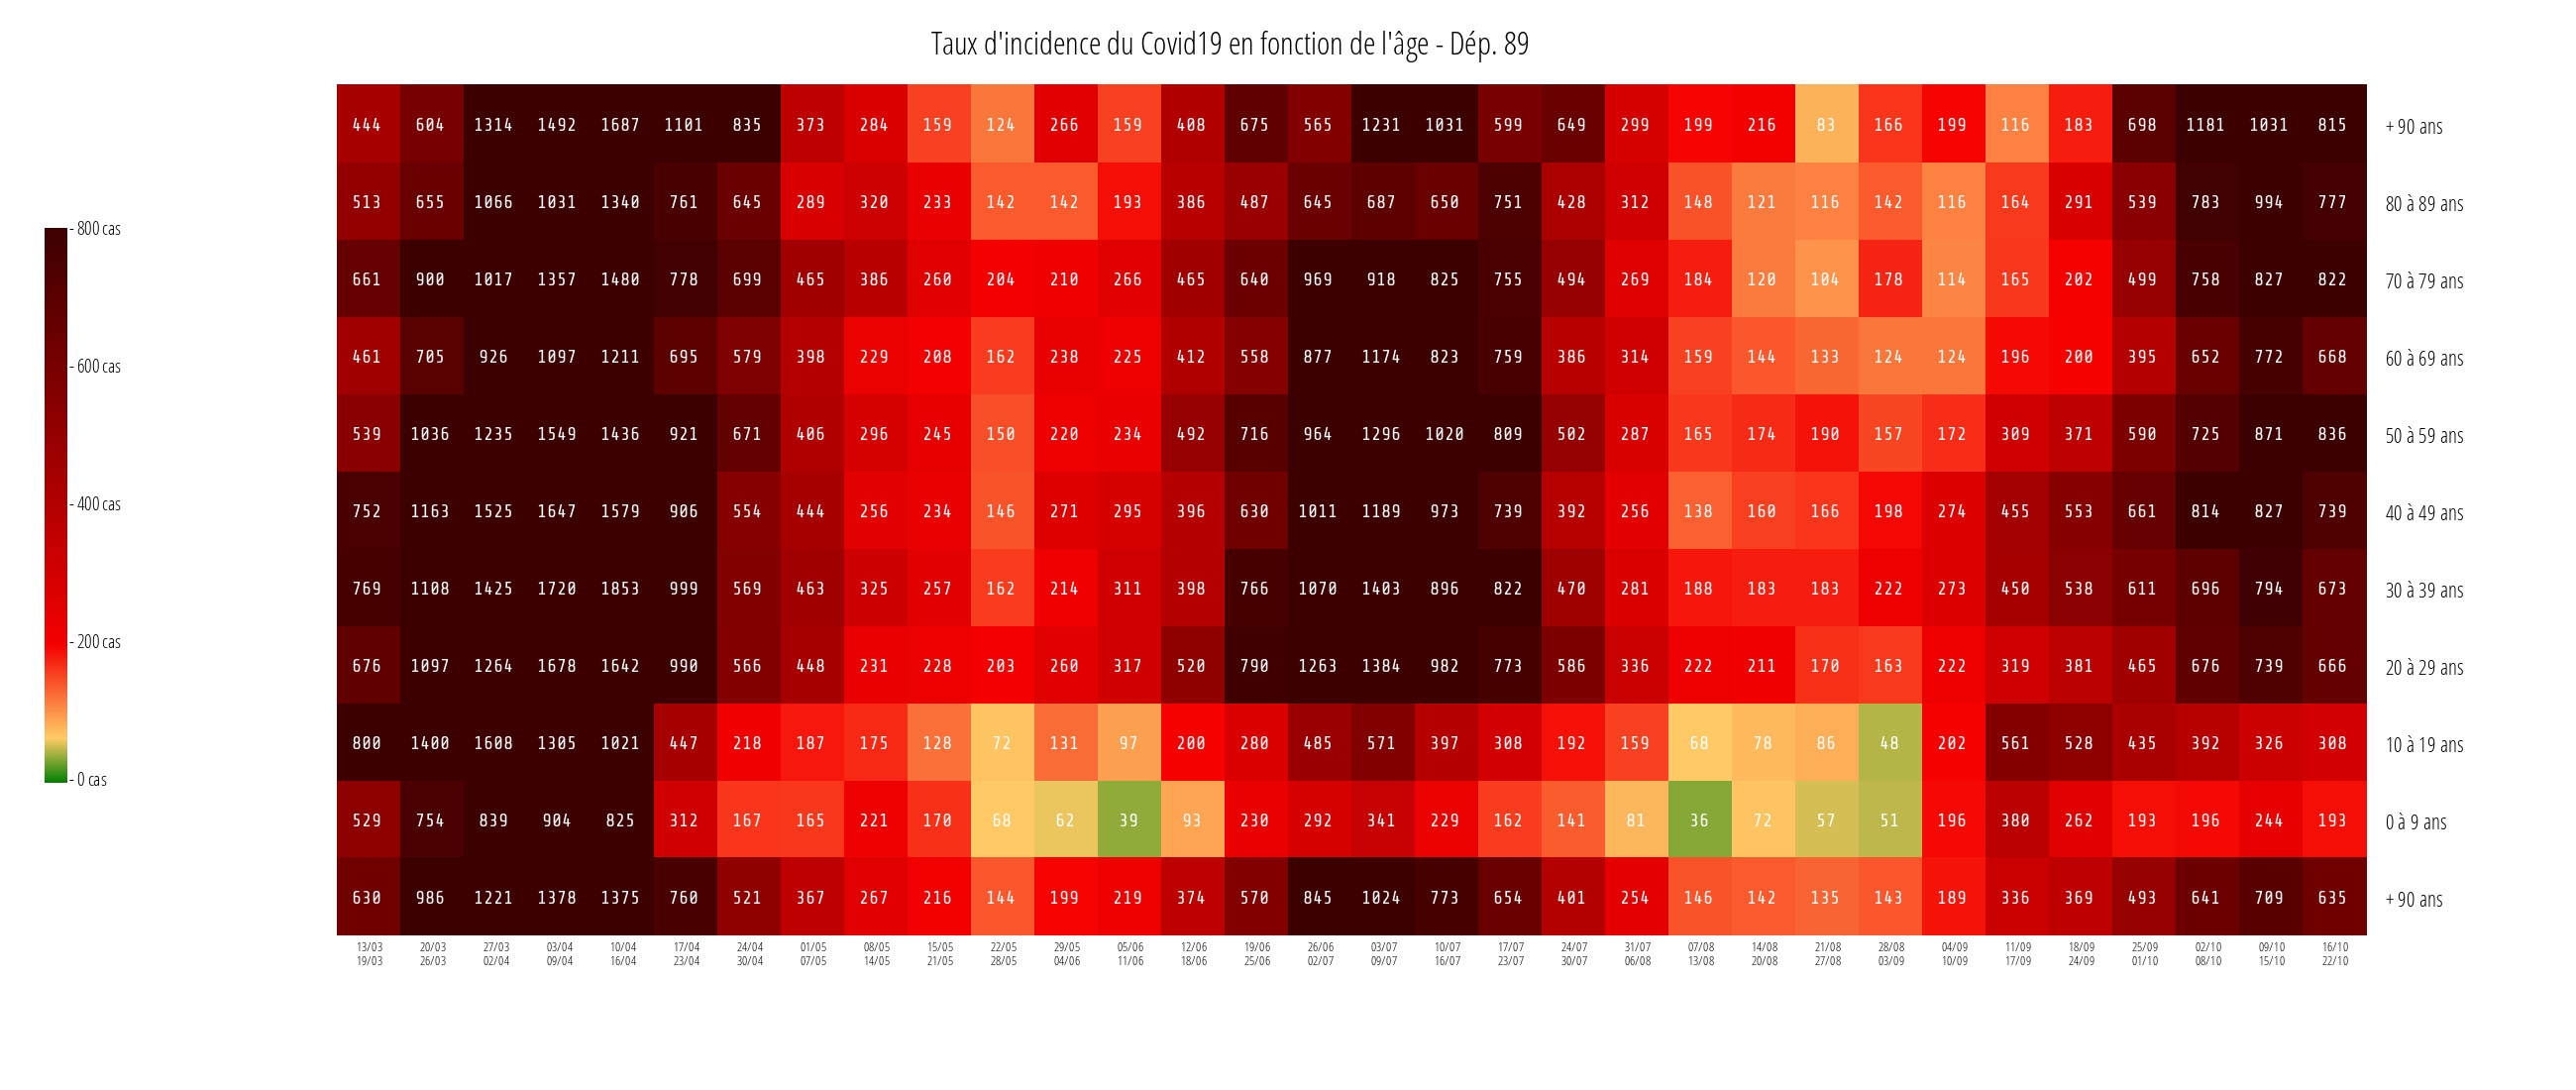 Taux d'incidence du Covid19 en fonction de l'âge - Dép. 89
- 800 cas
- 600 cas
- 400 cas
- 200 cas
- 0 cas
444 604 1314 1492 1687 1101 835 373 284 159 124 266 159 408 675 565 1231 1031 599 649 299 199 216 83 166 199 116 183 698 1181 1031 815 + 90 ans
513 655 1066 1031 1340 761 645 289 320 233 142 142 193 386 487 645 687 650 751 428 312 148 121 116 142 116 164 291 539 783 994 777 80 à 89 ans
661 900 1017 1357 1480 778 699 465 386 260 204 210 266 465 640 969 918 825 755 494 269 184 120 104 178 114 165 202 499 758 827 822 70 à 79 ans
461 705 926 1097 1211 695 579 398 229 208 162 238 225 412 558 877 1174 823 759 386 314 159 144 133 124 124 196 200 395 652 772 668 60 à 69 ans
539 1036 1235 1549 1436 921 671 406 296 245 150 220 234 492 716 964 1296 1020 809 502 287 165 174 190 157 172 309 371 590 725 871 836 50 à 59 ans
752 1163 1525 1647 1579 906 554 444 256 234 146 271 295 396 630 1011 1189 973 739 392 256 138 160 166 198 274 455 553 661 814 827 739 40 à 49 ans
769 1108 1425 1720 1853 999 569 463 325 257 162 214 311 398 766 1070 1403 896 822 470 281 188 183 183 222 273 450 538 611 696 794 673 30 à 39 ans
676 1097 1264 1678 1642 990 566 448 231 228 203 260 317 520 790 1263 1384 982 773 586 336 222 211 170 163 222 319 381 465 676 739 666 20 à 29 ans
800 1400 1608 1305 1021 447 218 187 175 128 72 131 97 200 280 485 571 397 308 192 159 68 78 86 48 202 561 528 435 392 326 308 10 à 19 ans
529 754 839 904 825 312 167 165 221 170 68 62 39 93 230 292 341 229 162 141 81 36 72 57 51 196 380 262 193 196 244 193 0 à 9 ans
630 986 1221 1378 1375 760 521 367 267 216 144 199 219 374 570 845 1024 773 654 401 254 146 142 135 143 189 336 369 493 641 709 635 + 90 ans
13/03 20/03 27/03 03/04 10/04 17/04 24/04 01/05 08/05 15/05 22/05 29/05 05/06 12/06 19/06 26/06 03/07 10/07 17/07 24/07 31/07 07/08 14/08 21/08 28/08 04/09 11/09 18/09 25/09 02/10 09/10 16/10
19/03 26/03 02/04 09/04 16/04 23/04 30/04 07/05 14/05 21/05 28/05 04/06 11/06 18/06 25/06 02/07 09/07 16/07 23/07 30/07 06/08 13/08 20/08 27/08 03/09 10/09 17/09 24/09 01/10 08/10 15/10 22/10